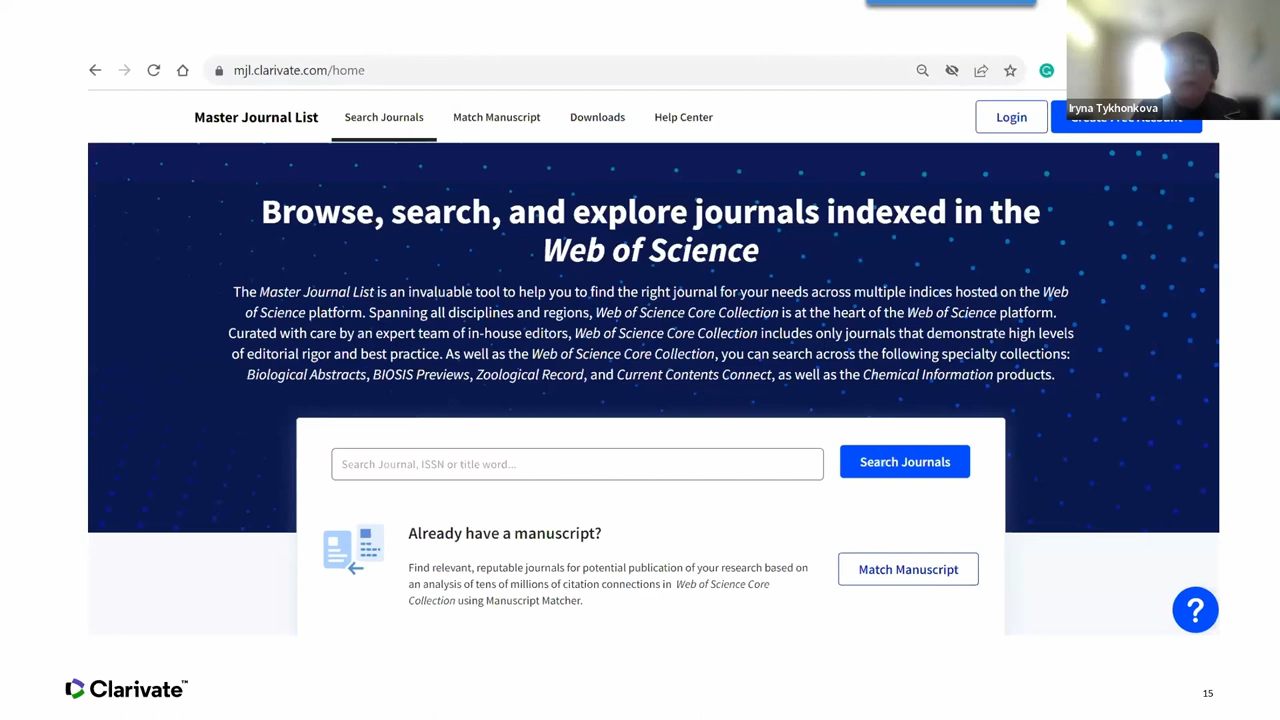 mjl.clarivate.com/home
Iryna Tykhonkova
Master Journal List
Search Journals
Match Manuscript
Downloads
Help Center
Login
Create Free Account
Browse, search, and explore journals indexed in the
Web of Science
The Master Journal List is an invaluable tool to help you to find the right journal for your needs across multiple indices hosted on the Web
of Science platform. Spanning all disciplines and regions, Web of Science Core Collection is at the heart of the Web of Science platform.
Curated with care by an expert team of in-house editors, Web of Science Core Collection includes only journals that demonstrate high levels
of editorial rigor and best practice. As well as the Web of Science Core Collection, you can search across the following specialty collections:
Biological Abstracts, BIOSIS Previews, Zoological Record, and Current Contents Connect, as well as the Chemical Information products.
Search Journal, ISSN or title word...
Search Journals
Already have a manuscript?
Find relevant, reputable journals for potential publication of your research based on
an analysis of tens of millions of citation connections in Web of Science Core
Collection using Manuscript Matcher.
Match Manuscript
?
Clarivate™
15